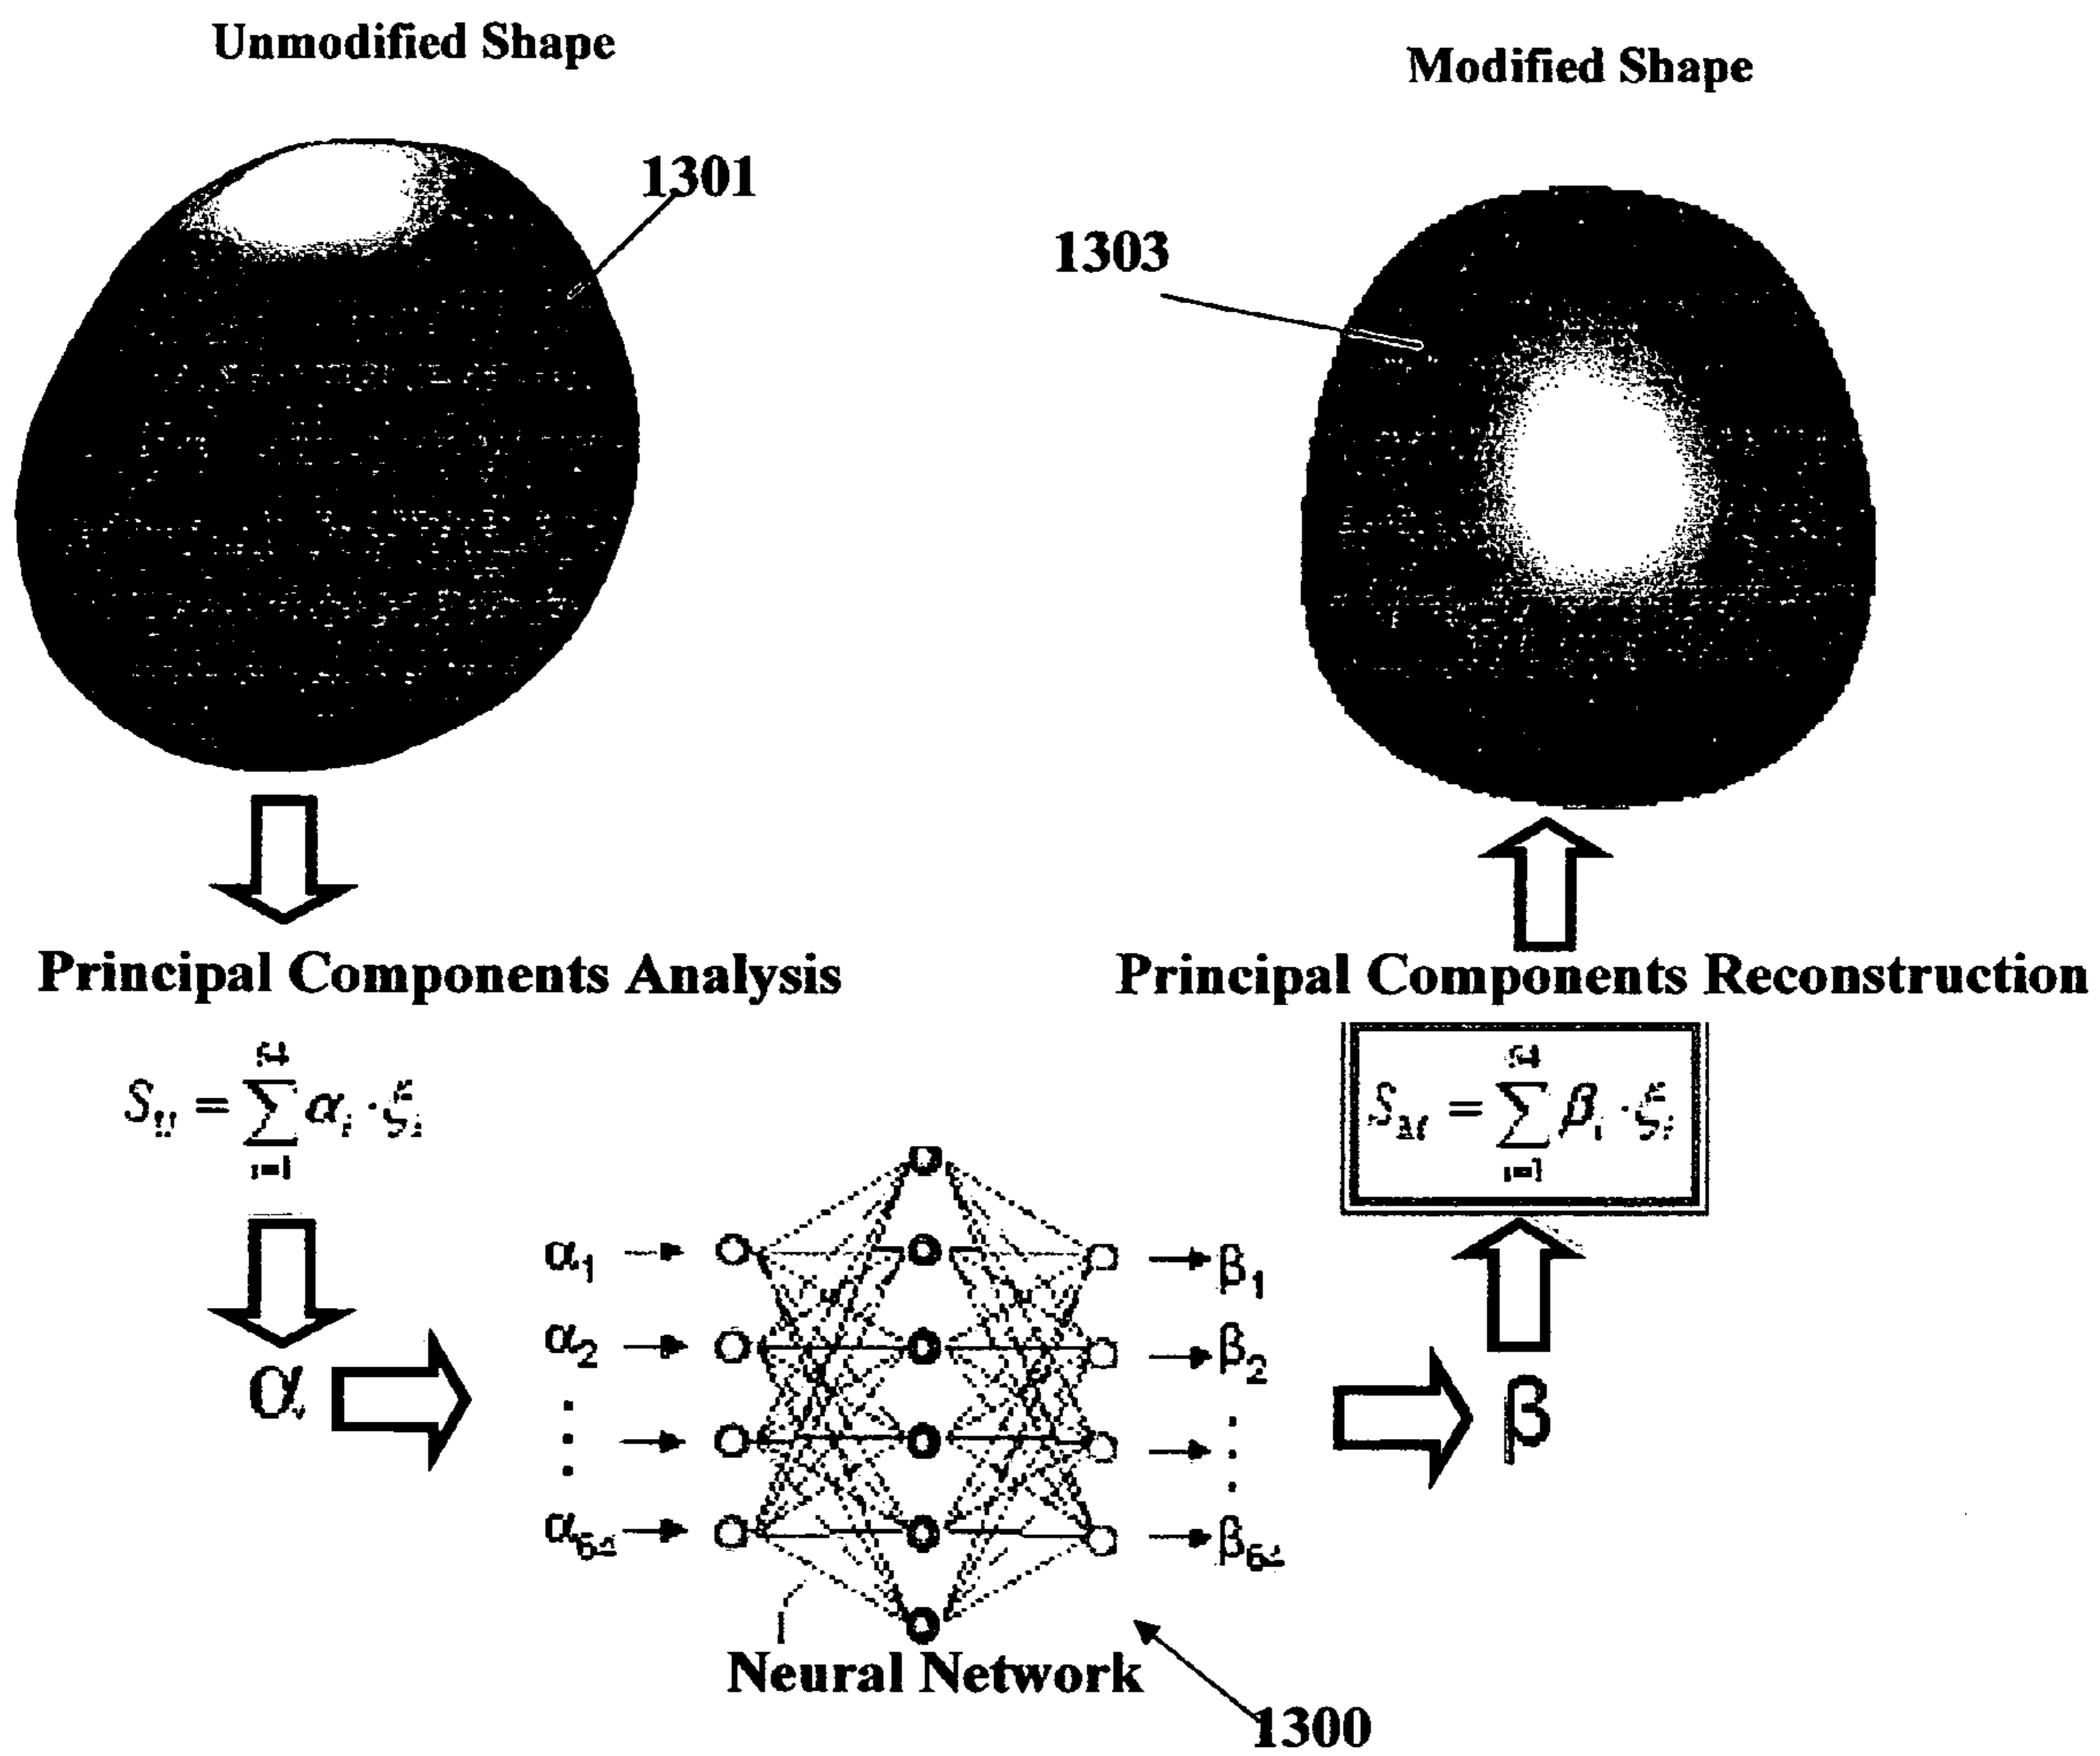 Unmodified Shape
Modified Shape
1301
1303
Principal Components Analysis
Principal Components Reconstruction
α
β
α₁
β₁
α₂
β₂
Neural Network
1300